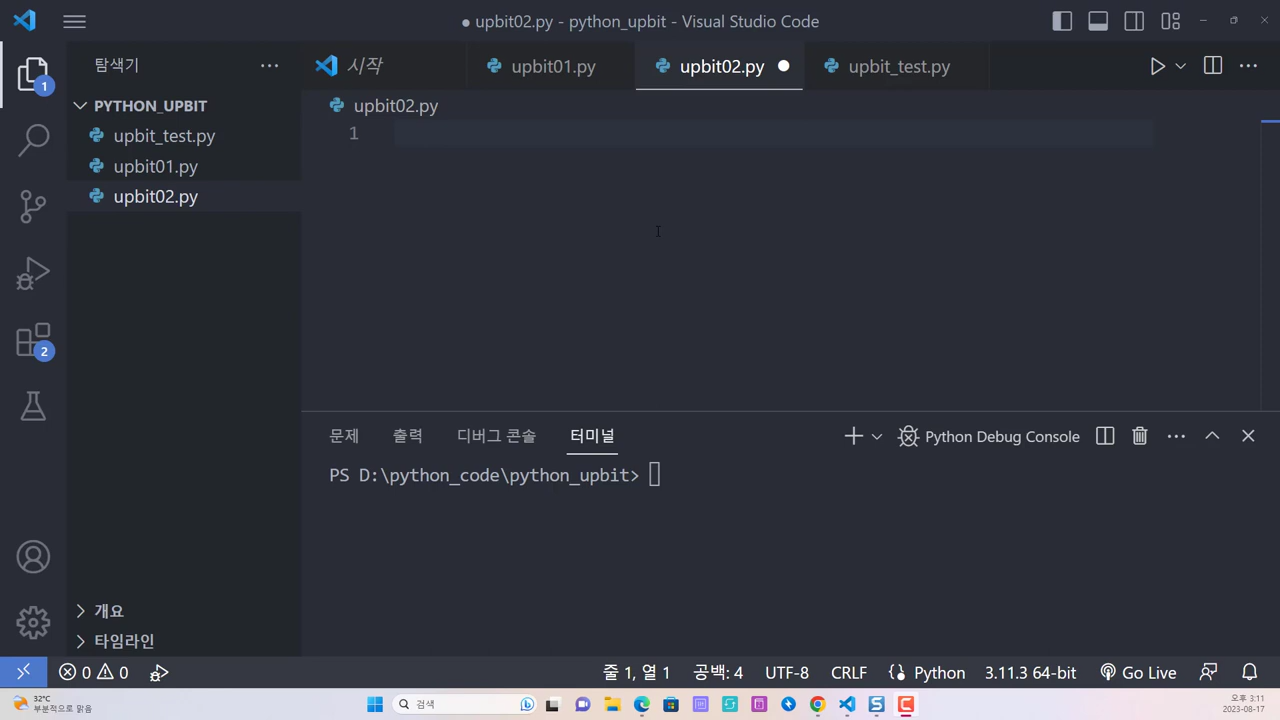 upbit02.py - python_upbit - Visual Studio Code
탐색기
시작
upbit01.py
upbit02.py
upbit_test.py
PYTHON_UPBIT
upbit02.py
upbit_test.py
1
upbit01.py
upbit02.py
1
2
문제
출력
디버그 콘솔
터미널
Python Debug Console
PS D:\python_code\python_upbit>
개요
타임라인
0
0
줄 1, 열 1
공백: 4
UTF-8
CRLF
Python
3.11.3 64-bit
Go Live
32°C
부분적으로 맑음
검색
오후 3:11
2023-08-17